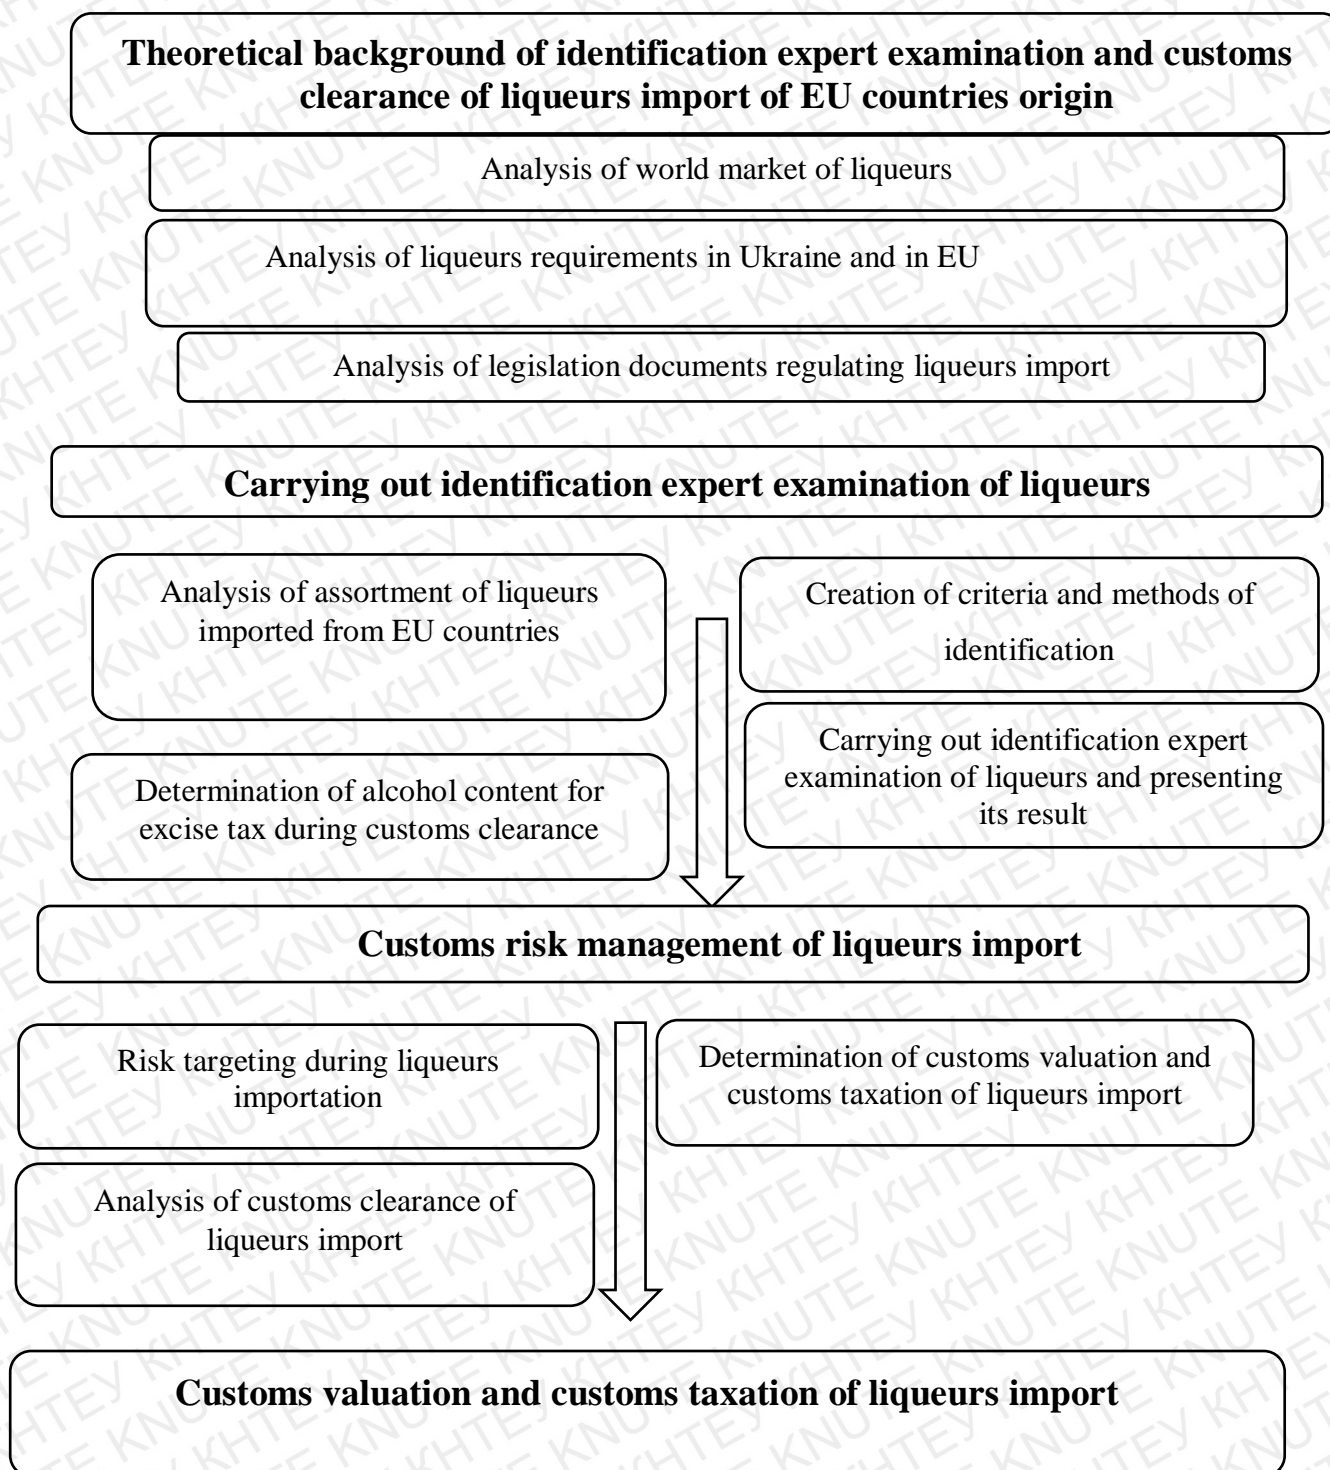 Theoretical background of identification expert examination and customs
clearance of liqueurs import of EU countries origin
Analysis of world market of liqueurs
Analysis of liqueurs requirements in Ukraine and in EU
Analysis of legislation documents regulating liqueurs import
Carrying out identification expert examination of liqueurs
Analysis of assortment of liqueurs
imported from EU countries
Creation of criteria and methods of
identification
Determination of alcohol content for
excise tax during customs clearance
Carrying out identification expert
examination of liqueurs and presenting
its result
Customs risk management of liqueurs import
Risk targeting during liqueurs
importation
Determination of customs valuation and
customs taxation of liqueurs import
Analysis of customs clearance of
liqueurs import
Customs valuation and customs taxation of liqueurs import